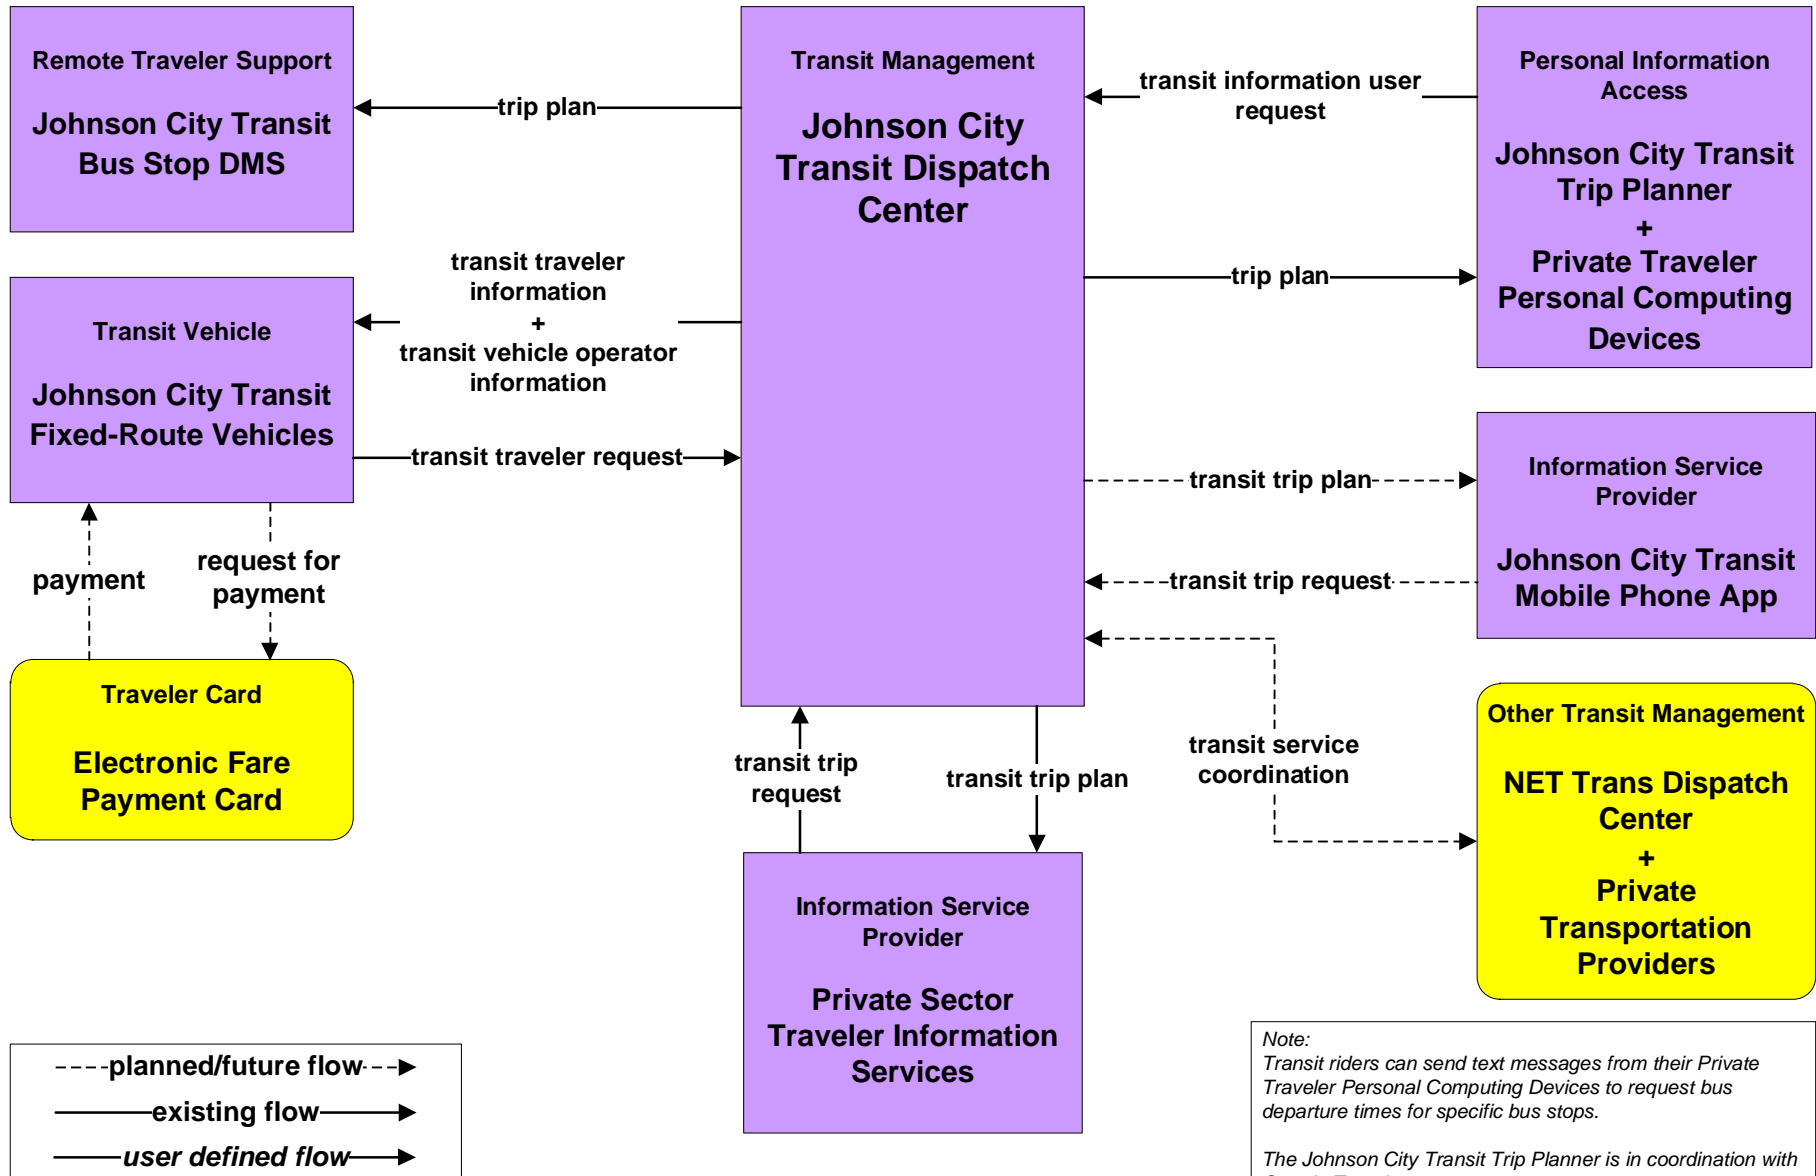 Remote Traveler Support
Johnson City Transit
Bus Stop DMS
trip plan
Transit Management
Johnson City
Transit Dispatch
Center
transit information user
request
Personal Information
Access
Johnson City Transit
Trip Planner
+
Private Traveler
Personal Computing
Devices
trip plan
transit traveler
information
+
transit vehicle operator
information
Transit Vehicle
Johnson City Transit
Fixed-Route Vehicles
transit traveler request
transit trip plan
transit trip request
Information Service
Provider
Johnson City Transit
Mobile Phone App
payment
request for
payment
Traveler Card
Electronic Fare
Payment Card
transit trip
request
transit trip plan
transit service
coordination
Other Transit Management
NET Trans Dispatch
Center
+
Private
Transportation
Providers
Information Service
Provider
Private Sector
Traveler Information
Services
planned/future flow
existing flow
user defined flow
Note:
Transit riders can send text messages from their Private
Traveler Personal Computing Devices to request bus
departure times for specific bus stops.
The Johnson City Transit Trip Planner is in coordination with